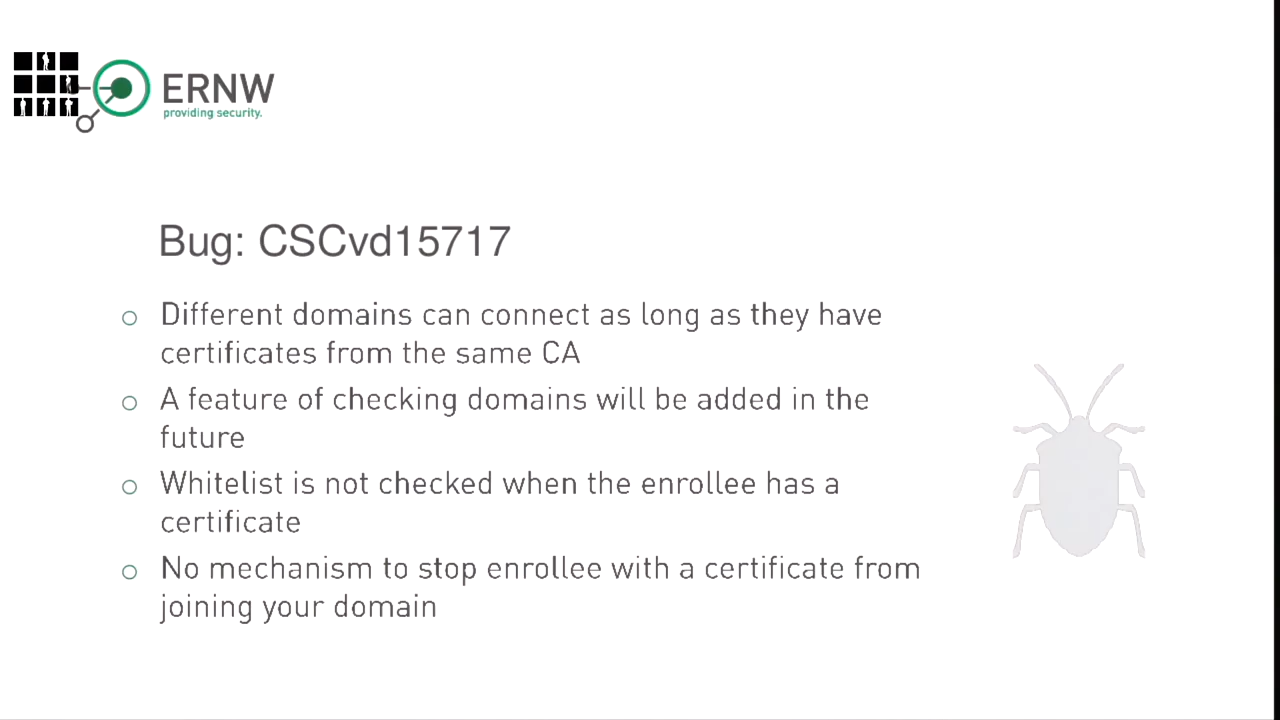 ERNW
providing security.
Bug: CSCvd15717
Different domains can connect as long as they have
certificates from the same CA
A feature of checking domains will be added in the
future
Whitelist is not checked when the enrollee has a
certificate
No mechanism to stop enrollee with a certificate from
joining your domain